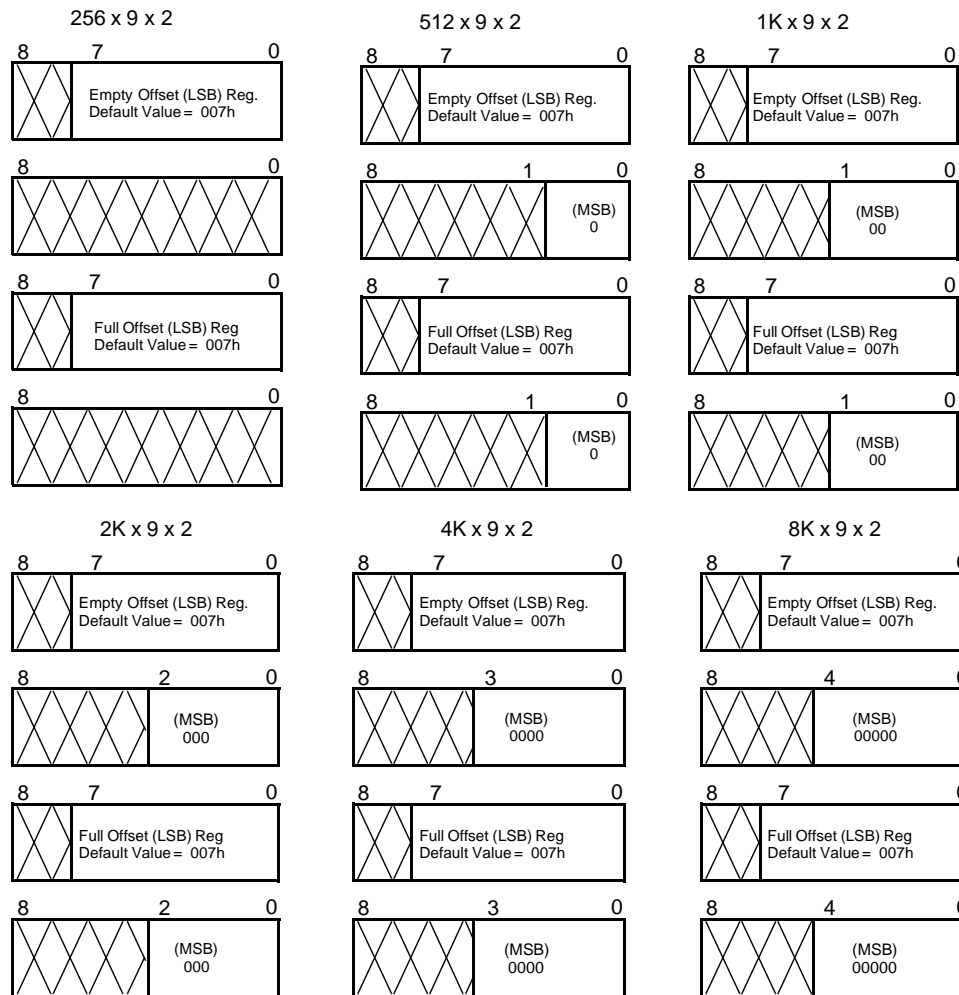 256 x 9 x 2
8 7 0
Empty Offset (LSB) Reg.
Default Value = 007h
8 0
8 7 0
Full Offset (LSB) Reg
Default Value = 007h
8 0
512 x 9 x 2
8 7 0
Empty Offset (LSB) Reg.
Default Value = 007h
8 1 0
(MSB)
0
8 7 0
Full Offset (LSB) Reg
Default Value = 007h
8 1 0
(MSB)
0
1K x 9 x 2
8 7 0
Empty Offset (LSB) Reg.
Default Value = 007h
8 1 0
(MSB)
00
8 7 0
Full Offset (LSB) Reg
Default Value = 007h
8 1 0
(MSB)
00
2K x 9 x 2
8 7 0
Empty Offset (LSB) Reg.
Default Value = 007h
8 2 0
(MSB)
000
8 7 0
Full Offset (LSB) Reg
Default Value = 007h
8 2 0
(MSB)
000
4K x 9 x 2
8 7 0
Empty Offset (LSB) Reg.
Default Value = 007h
8 3 0
(MSB)
0000
8 7 0
Full Offset (LSB) Reg
Default Value = 007h
8 3 0
(MSB)
0000
8K x 9 x 2
8 7 0
Empty Offset (LSB) Reg.
Default Value = 007h
8 4 0
(MSB)
00000
8 7 0
Full Offset (LSB) Reg
Default Value = 007h
8 4 0
(MSB)
00000